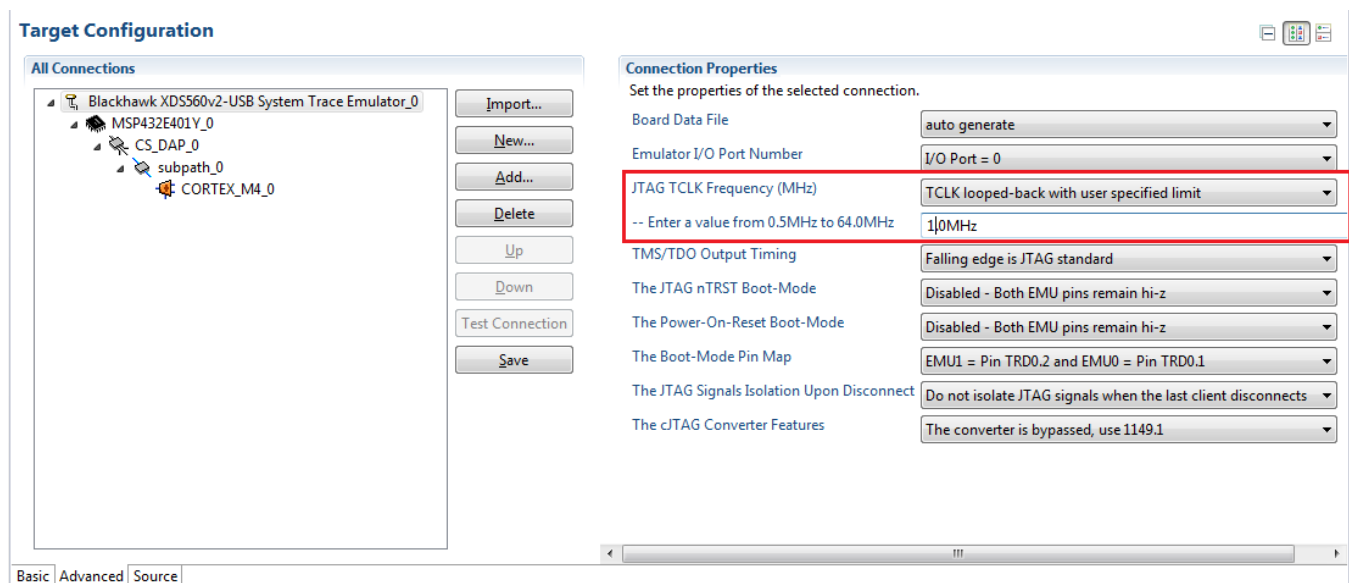 Target Configuration
All Connections
Blackhawk XDS560v2-USB System Trace Emulator_0
MSP432E401Y_0
CS_DAP_0
subpath_0
CORTEX_M4_0
Import...
New...
Add...
Delete
Up
Down
Test Connection
Save
Connection Properties
Set the properties of the selected connection.
Board Data File auto generate
Emulator I/O Port Number I/O Port = 0
JTAG TCLK Frequency (MHz) TCLK looped-back with user specified limit
-- Enter a value from 0.5MHz to 64.0MHz 1.0MHz
TMS/TDO Output Timing Falling edge is JTAG standard
The JTAG nTRST Boot-Mode Disabled - Both EMU pins remain hi-z
The Power-On-Reset Boot-Mode Disabled - Both EMU pins remain hi-z
The Boot-Mode Pin Map EMU1 = Pin TRD0.2 and EMU0 = Pin TRD0.1
The JTAG Signals Isolation Upon Disconnect Do not isolate JTAG signals when the last client disconnects
The cJTAG Converter Features The converter is bypassed, use 1149.1
Basic Advanced Source